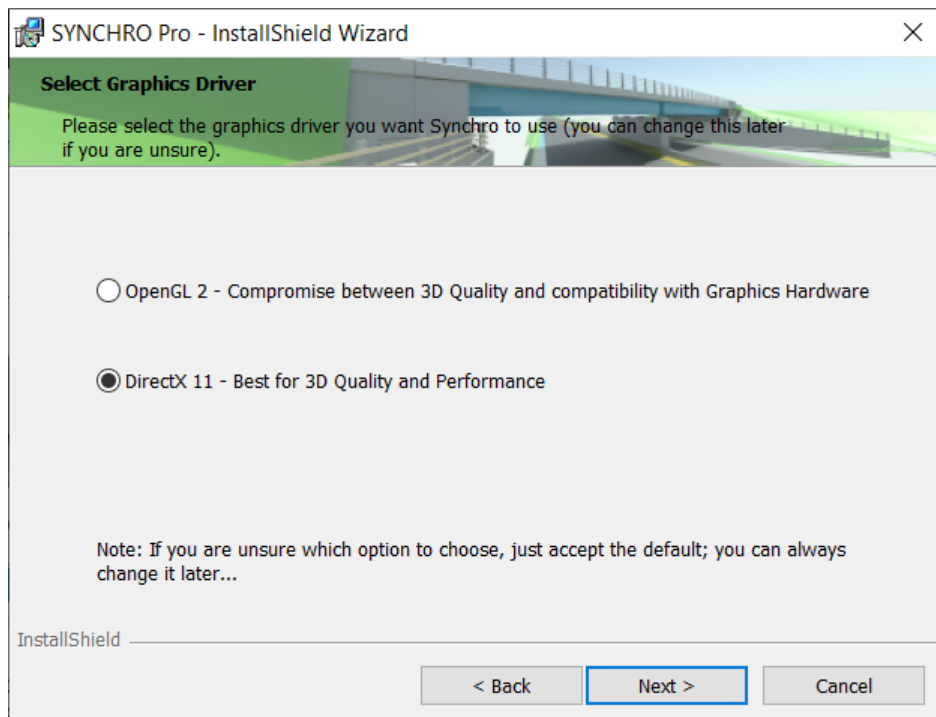 SYNCHRO Pro - InstallShield Wizard
Select Graphics Driver
Please select the graphics driver you want Synchro to use (you can change this later
if you are unsure).
OpenGL 2 - Compromise between 3D Quality and compatibility with Graphics Hardware
DirectX 11 - Best for 3D Quality and Performance
Note: If you are unsure which option to choose, just accept the default; you can always
change it later...
InstallShield
< Back
Next >
Cancel